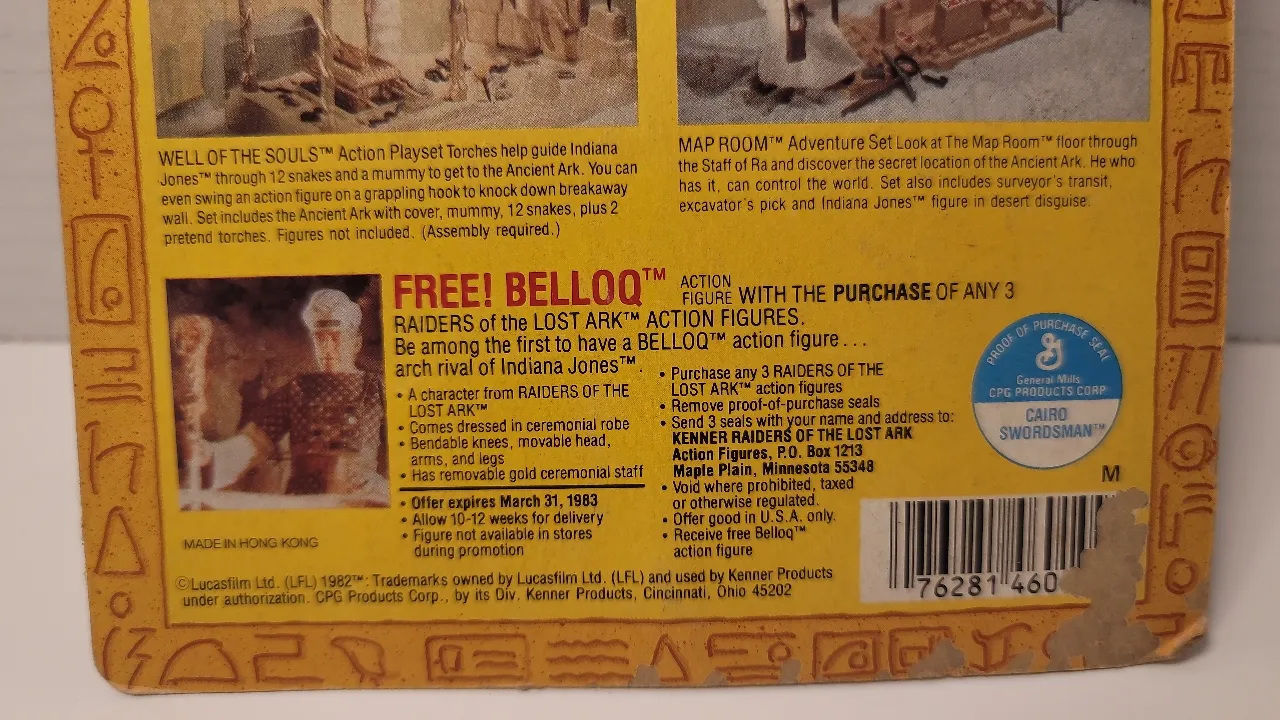 WELL OF THE SOULS™ Action Playset Torches help guide Indiana
Jones™ through 12 snakes and a mummy to get to the Ancient Ark. You can
even swing an action figure on a grappling hook to knock down breakaway
wall. Set includes the Ancient Ark with cover, mummy, 12 snakes, plus 2
pretend torches. Figures not included. (Assembly required.)
MAP ROOM™ Adventure Set Look at The Map Room™ floor through
the Staff of Ra and discover the secret location of the Ancient Ark. He who
has it, can control the world. Set also includes surveyor's transit,
excavator's pick and Indiana Jones™ figure in desert disguise.
FREE! BELLOQ™ ACTION FIGURE WITH THE PURCHASE OF ANY 3
RAIDERS of the LOST ARK™ ACTION FIGURES.
Be among the first to have a BELLOQ™ action figure...
arch rival of Indiana Jones™.
• A character from RAIDERS OF THE
LOST ARK™
• Comes dressed in ceremonial robe
• Bendable knees, movable head,
arms, and legs
• Has removable gold ceremonial staff
• Offer expires March 31, 1983
• Allow 10-12 weeks for delivery
• Figure not available in stores
during promotion
• Purchase any 3 RAIDERS OF THE
LOST ARK™ action figures
• Remove proof-of-purchase seals
• Send 3 seals with your name and address to:
KENNER RAIDERS OF THE LOST ARK
Action Figures, P.O. Box 1213
Maple Plain, Minnesota 55348
• Void where prohibited, taxed
or otherwise regulated.
• Offer good in U.S.A. only.
• Receive free Belloq™
action figure
PROOF OF PURCHASE SEAL
General Mills
CPG PRODUCTS CORP
CAIRO
SWORDSMAN™
M
76281 460
MADE IN HONG KONG
©Lucasfilm Ltd. (LFL) 1982™: Trademarks owned by Lucasfilm Ltd. (LFL) and used by Kenner Products
under authorization. CPG Products Corp., by its Div. Kenner Products, Cincinnati, Ohio 45202